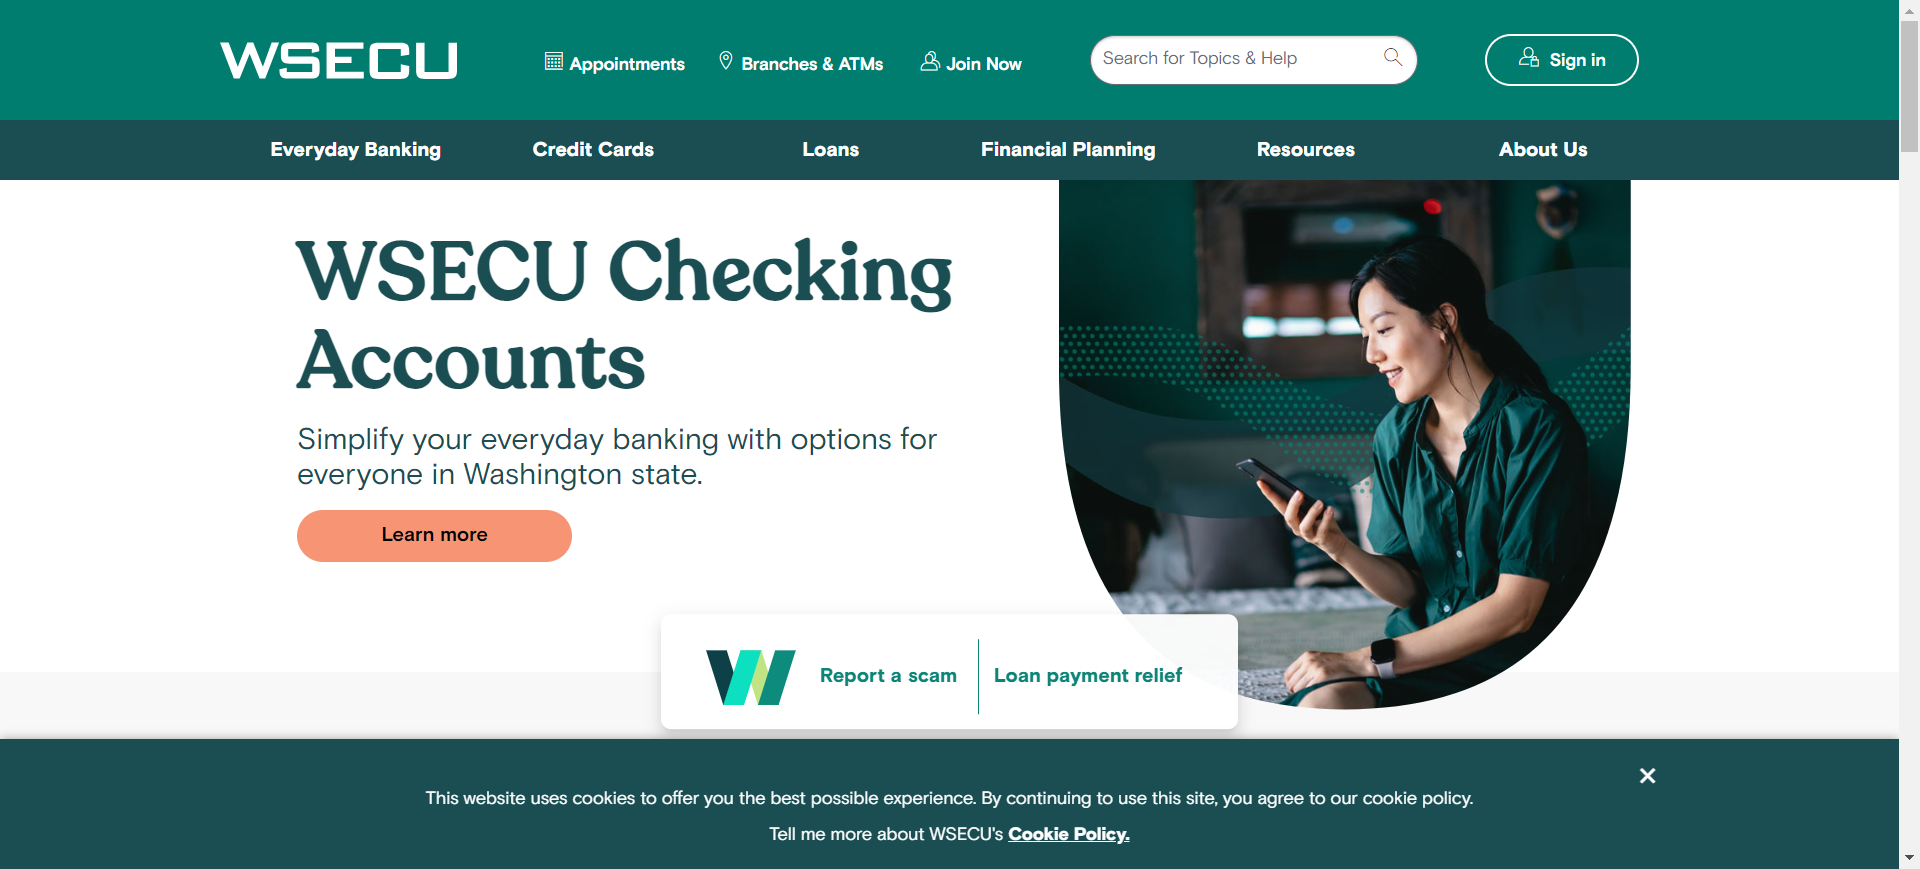 WSECU
Appointments
Branches & ATMs
Join Now
Search for Topics & Help
Sign in
Everyday Banking
Credit Cards
Loans
Financial Planning
Resources
About Us
WSECU Checking
Accounts
Simplify your everyday banking with options for
everyone in Washington state.
Learn more
Report a scam
Loan payment relief
This website uses cookies to offer you the best possible experience. By continuing to use this site, you agree to our cookie policy.
Tell me more about WSECU's Cookie Policy.